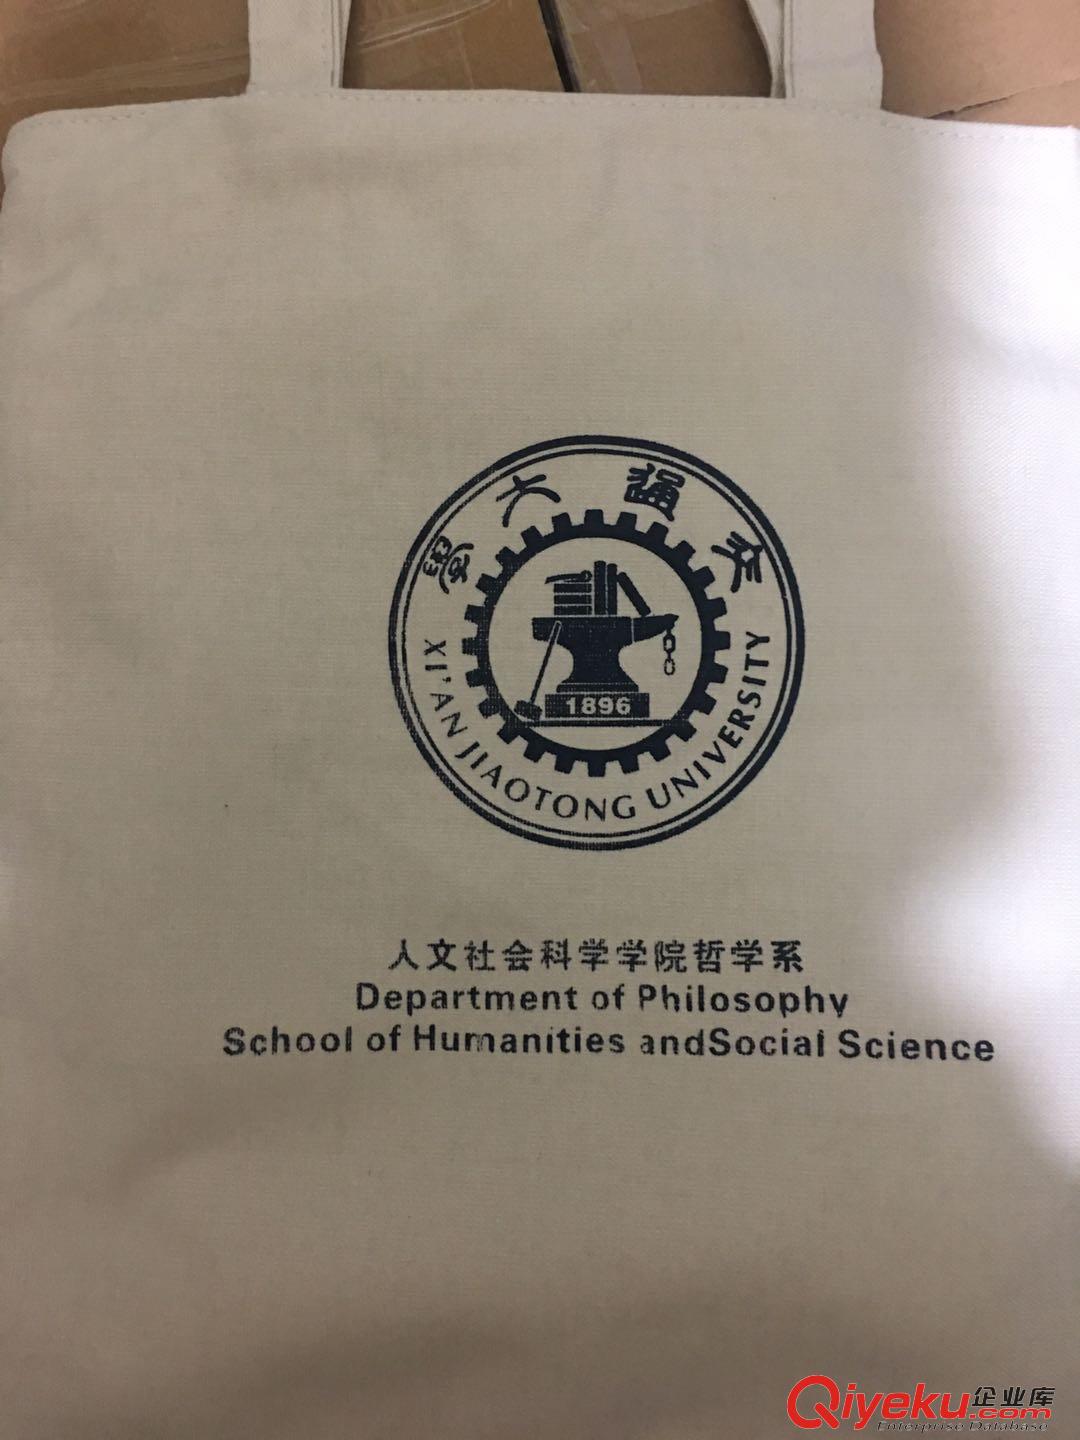 學大通交
XI'AN JIAOTONG UNIVERSITY
1896
人文社会科学学院哲学系
Department of Philosophy
School of Humanities andSocial Science
Qiyeku企业库
.com
Enterprise Database